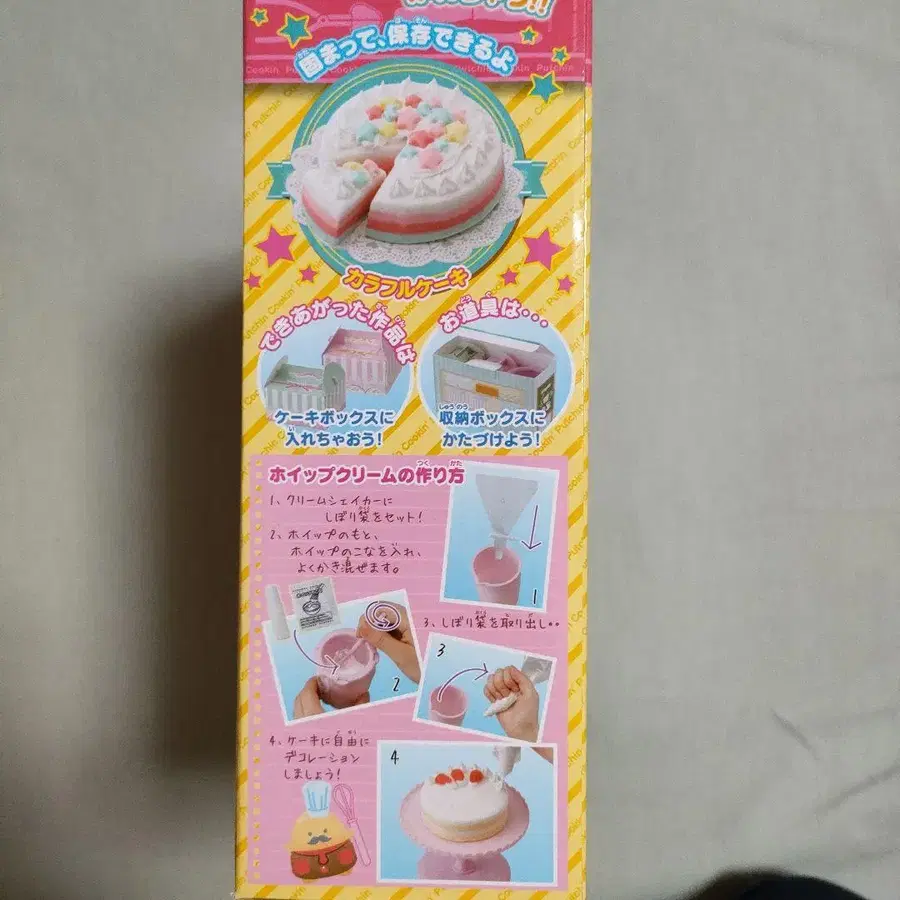 固まって、保存できるよ
カラフルケーキ
できあがった作品は
ケーキボックスに
入れちゃおう!
お道具は・・・
収納ボックスに
かたづけよう!
ホイップクリームの作り方
1、クリームシェイカーに
しぼり袋をセット!
2、ホイップのもと、
ホイップのこなを入れ、
よくかき混ぜます。
1
2
3、しぼり袋を取り出し・・
3
4、ケーキに自由に
デコレーション
しましょう!
4